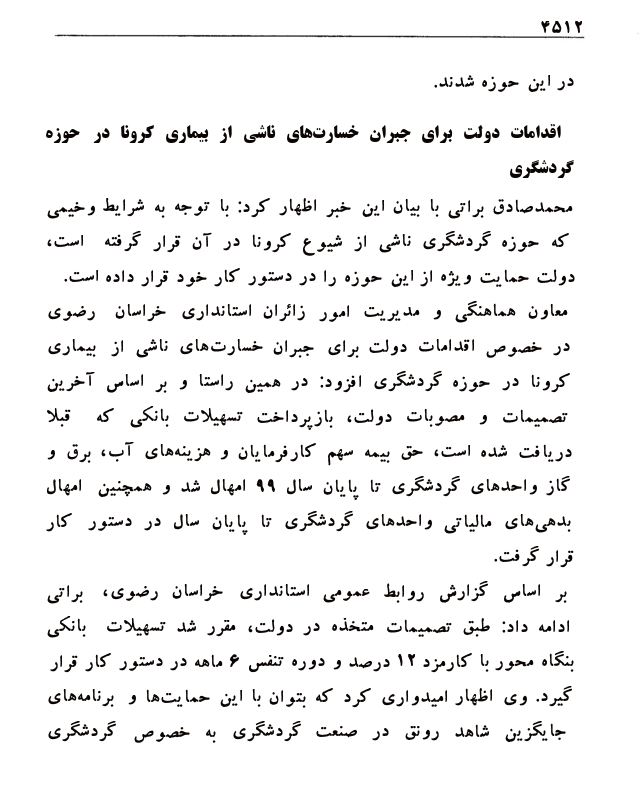 ۴۵۱۲
در این حوزه شدند.
اقدامات دولت برای جبران خسارت‌های ناشی از بیماری کرونا در حوزه
گردشگری
محمدصادق براتی با بیان این خبر اظهار کرد: با توجه به شرایط وخیمی
که حوزه گردشگری ناشی از شیوع کرونا در آن قرار گرفته است،
دولت حمایت ویژه از این حوزه را در دستور کار خود قرار داده است.
معاون هماهنگی و مدیریت امور زائران استانداری خراسان رضوی
در خصوص اقدامات دولت برای جبران خسارت‌های ناشی از بیماری
کرونا در حوزه گردشگری افزود: در همین راستا و بر اساس آخرین
تصمیمات و مصوبات دولت، بازپرداخت تسهیلات بانکی که قبلا
دریافت شده است، حق بیمه سهم کارفرمایان و هزینه‌های آب، برق و
گاز واحدهای گردشگری تا پایان سال ۹۹ امهال شد و همچنین امهال
بدهی‌های مالیاتی واحدهای گردشگری تا پایان سال در دستور کار
قرار گرفت.
بر اساس گزارش روابط عمومی استانداری خراسان رضوی، براتی
ادامه داد: طبق تصمیمات متخذه در دولت، مقرر شد تسهیلات بانکی
بنگاه محور با کارمزد ۱۲ درصد و دوره تنفس ۶ ماهه در دستور کار قرار
گیرد. وی اظهار امیدواری کرد که بتوان با این حمایت‌ها و برنامه‌های
جایگزین شاهد رونق در صنعت گردشگری به خصوص گردشگری